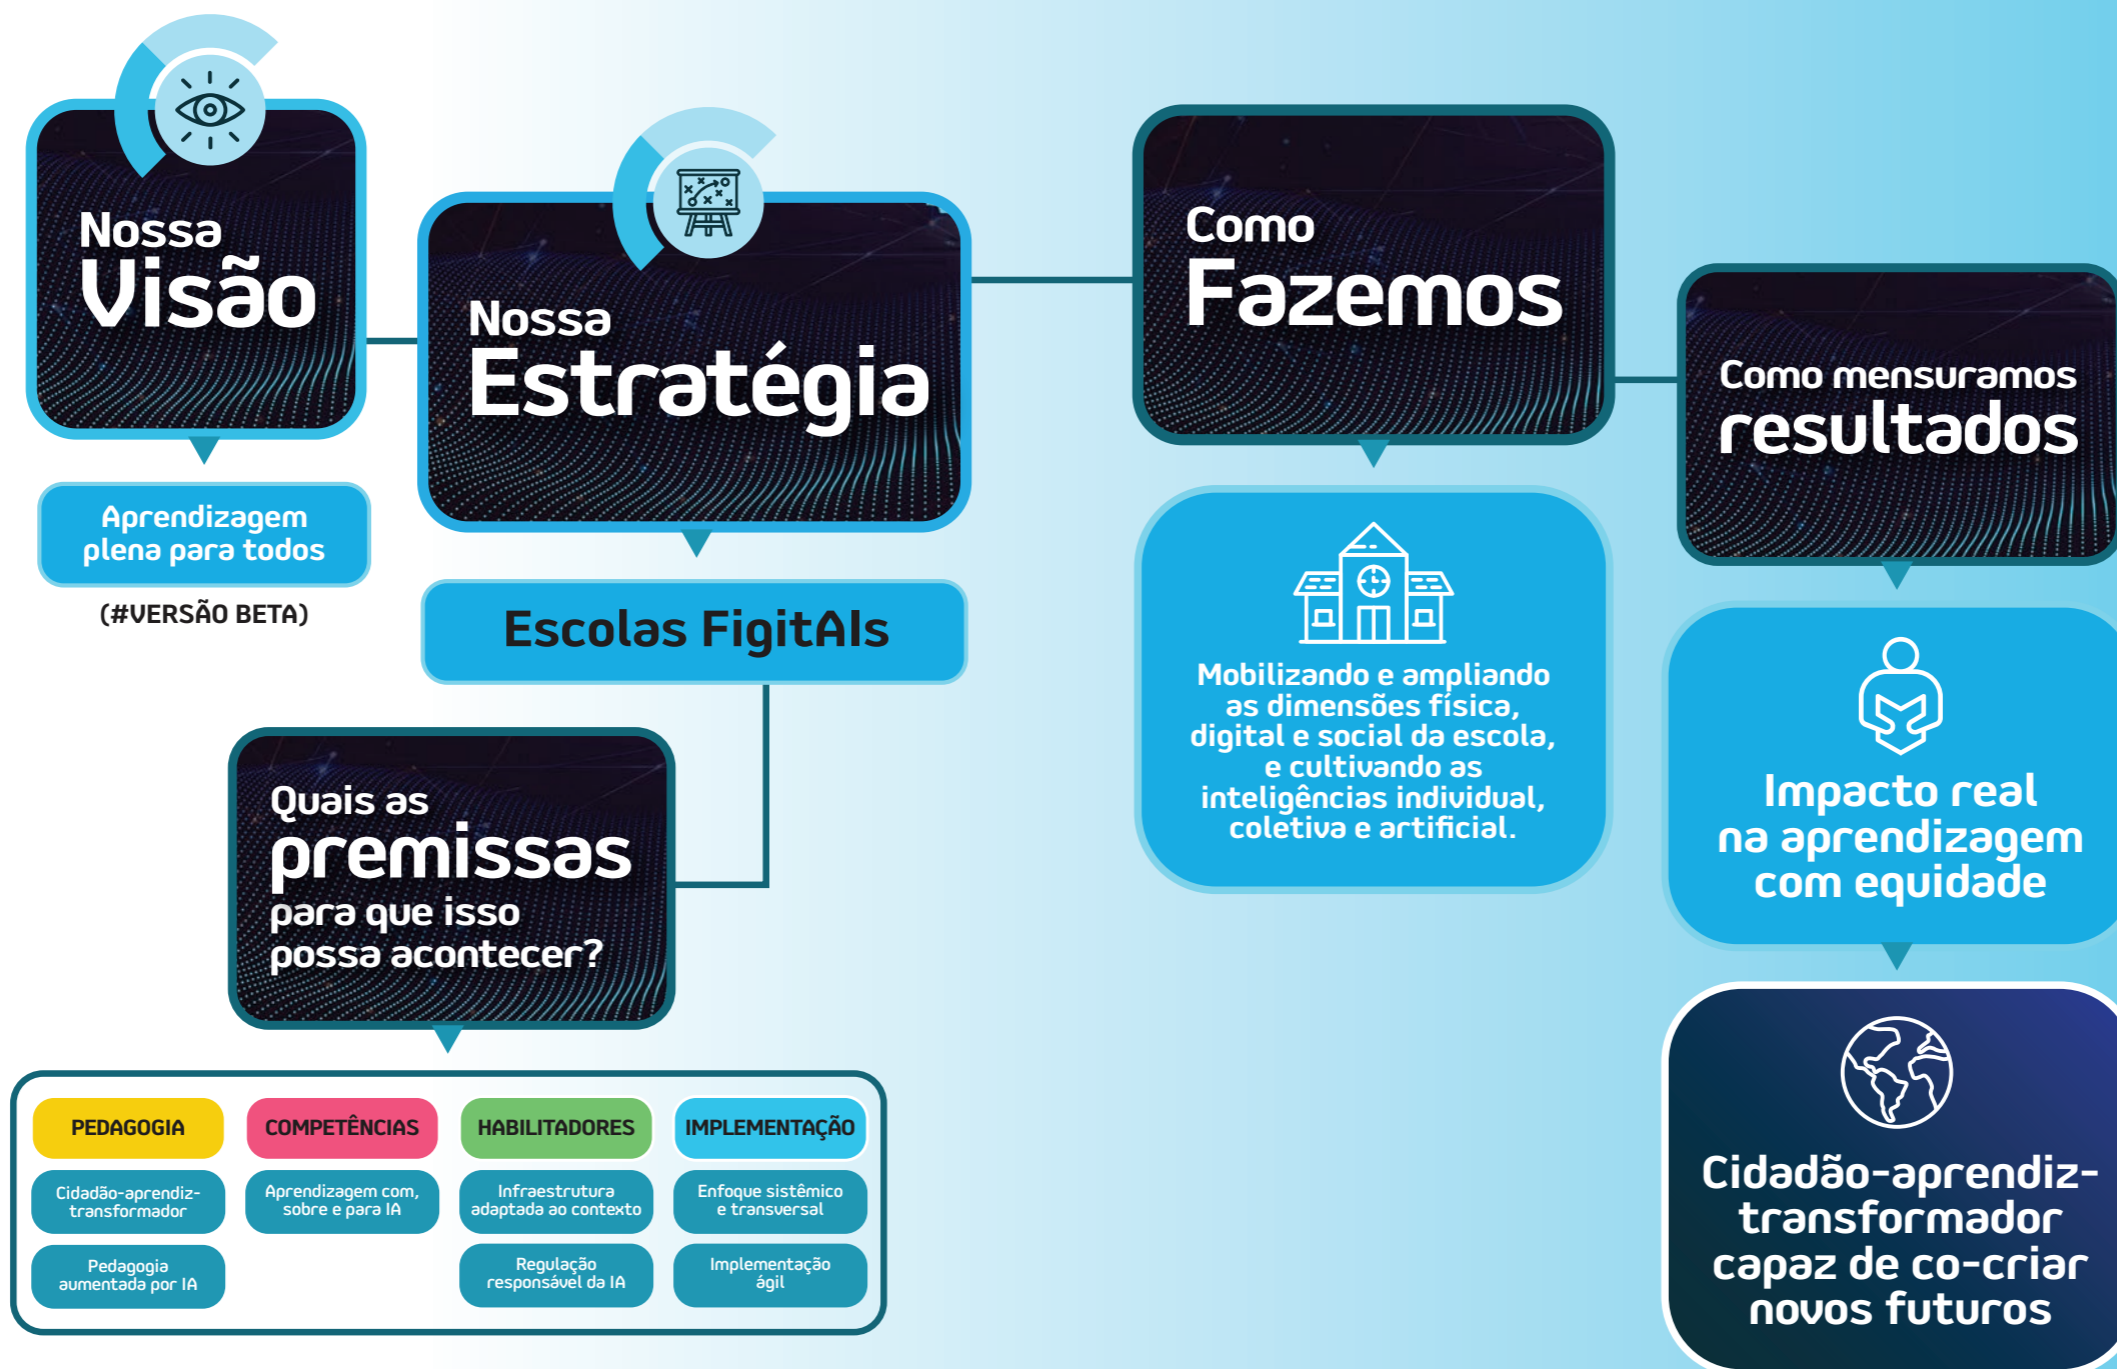 Nossa
Visão
Aprendizagem
plena para todos
(#VERSÃO BETA)
Nossa
Estratégia
Escolas FigitAIs
Quais as
premissas
para que isso
possa acontecer?
PEDAGOGIA
Cidadão-aprendiz-
transformador
Pedagogia
aumentada por IA
COMPETÊNCIAS
Aprendizagem com,
sobre e para IA
HABILITADORES
Infraestrutura
adaptada ao contexto
Regulação
responsável da IA
IMPLEMENTAÇÃO
Enfoque sistêmico
e transversal
Implementação
ágil
Como
Fazemos
Mobilizando e ampliando
as dimensões física,
digital e social da escola,
e cultivando as
inteligências individual,
coletiva e artificial.
Como mensuramos
resultados
Impacto real
na aprendizagem
com equidade
Cidadão-aprendiz-
transformador
capaz de co-criar
novos futuros